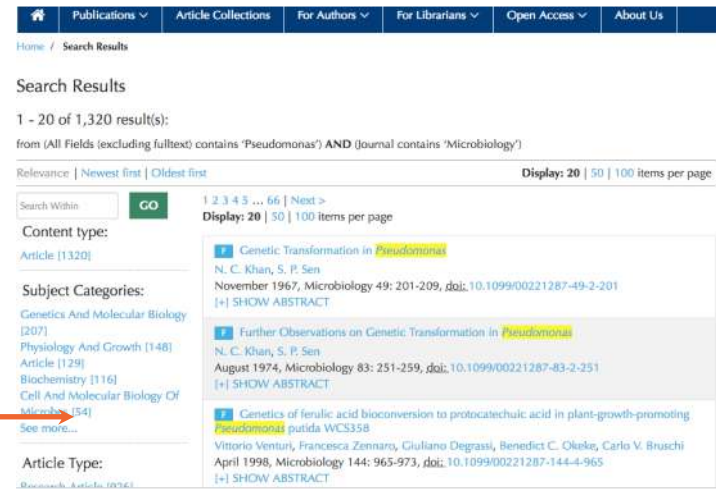 Publications Article Collections For Authors For Librarians Open Access About Us
Home / Search Results
Search Results
1 - 20 of 1,320 result(s):
from (All Fields (excluding fulltext) contains 'Pseudomonas') AND (Journal contains 'Microbiology')
Relevance | Newest first | Oldest first
Display: 20 | 50 | 100 items per page
Search Within GO
Content type:
Article [1320]
Subject Categories:
Genetics And Molecular Biology
[207]
Physiology And Growth [148]
Article [129]
Biochemistry [116]
Cell And Molecular Biology Of
Microbes [54]
See more...
Article Type:
Research Article [926]
1 2 3 4 5 ... 66 | Next >
Display: 20 | 50 | 100 items per page
F Genetic Transformation in Pseudomonas
N. C. Khan, S. P. Sen
November 1967, Microbiology 49: 201-209, doi: 10.1099/00221287-49-2-201
[+] SHOW ABSTRACT
F Further Observations on Genetic Transformation in Pseudomonas
N. C. Khan, S. P. Sen
August 1974, Microbiology 83: 251-259, doi: 10.1099/00221287-83-2-251
[+] SHOW ABSTRACT
F Genetics of ferulic acid bioconversion to protocatechuic acid in plant-growth-promoting
Pseudomonas putida WCS358
Vittorio Venturi, Francesca Zennaro, Giuliano Degrassi, Benedict C. Okeke, Carlo V. Bruschi
April 1998, Microbiology 144: 965-973, doi: 10.1099/00221287-144-4-965
[+] SHOW ABSTRACT